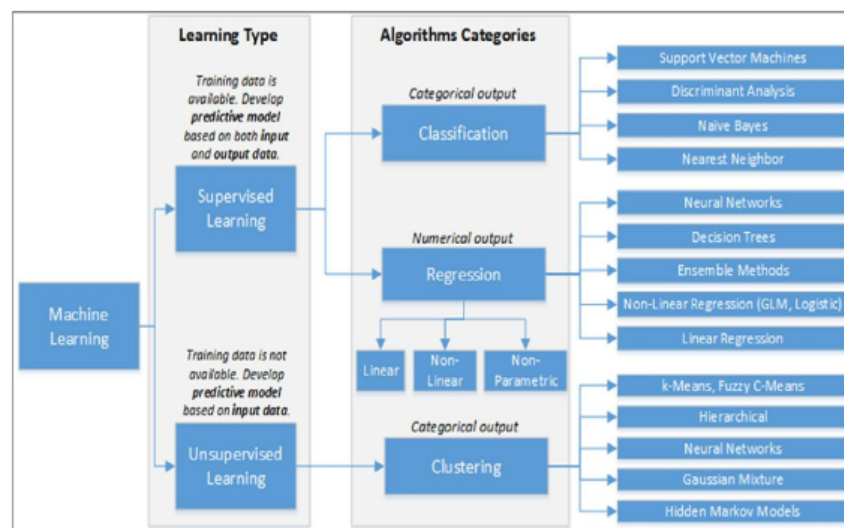 Learning Type
Algorithms Categories
Training data is
available. Develop
predictive model
based on both input
and output data.
Supervised
Learning
Machine
Learning
Training data is not
available. Develop
predictive model
based on input data.
Unsupervised
Learning
Categorical output
Classification
Numerical output
Regression
Linear
Non-
Linear
Non-
Parametric
Categorical output
Clustering
Support Vector Machines
Discriminant Analysis
Naïve Bayes
Nearest Neighbor
Neural Networks
Decision Trees
Ensemble Methods
Non-Linear Regression (GLM, Logistic)
Linear Regression
k-Means, Fuzzy C-Means
Hierarchical
Neural Networks
Gaussian Mixture
Hidden Markov Models